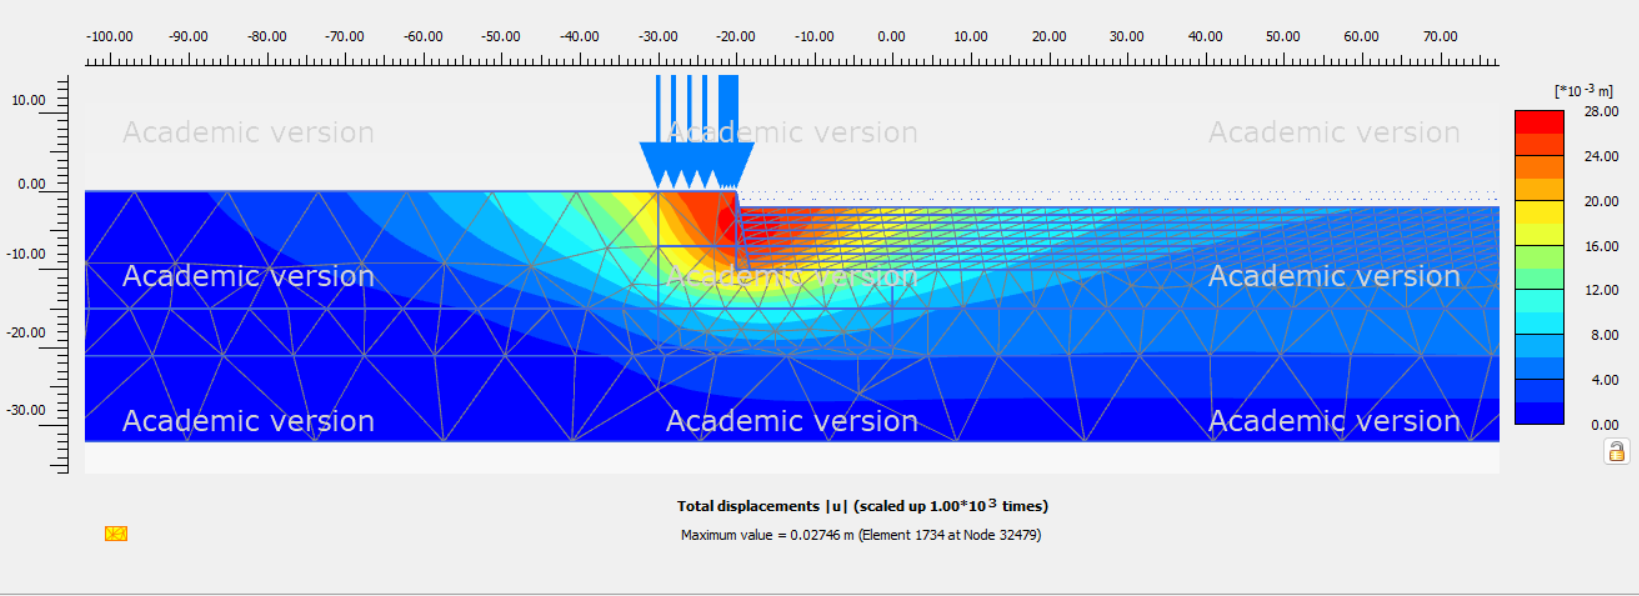 -100.00 -90.00 -80.00 -70.00 -60.00 -50.00 -40.00 -30.00 -20.00 -10.00 0.00 10.00 20.00 30.00 40.00 50.00 60.00 70.00
[*10 -3 m]
10.00
28.00
Academic version Academic version Academic version
24.00
0.00
20.00
-10.00
16.00
Academic version Academic version Academic version
12.00
-20.00
8.00
4.00
-30.00
Academic version Academic version Academic version
0.00
Total displacements |u| (scaled up 1.00*10 3 times)
Maximum value = 0.02746 m (Element 1734 at Node 32479)